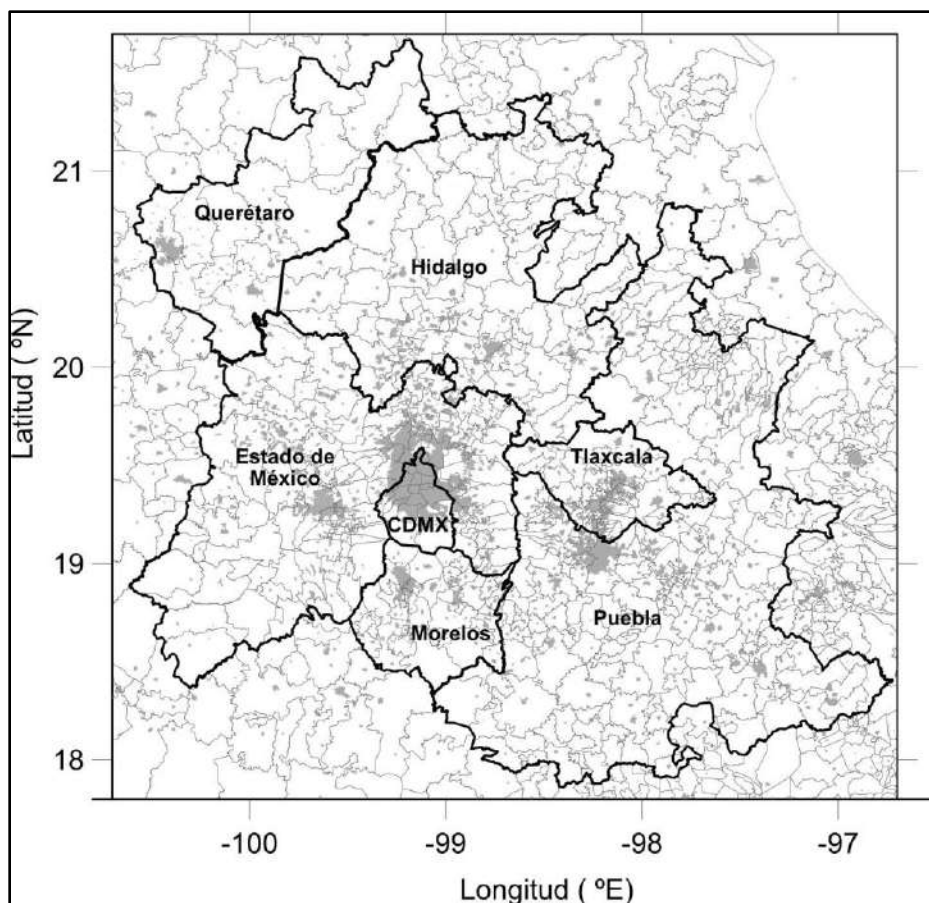 21
Querétaro
Hidalgo
20
Latitud ( ºN)
Estado de
México
Tlaxcala
CDMX
19
Morelos
Puebla
18
-100
-99
-98
-97
Longitud ( ºE)